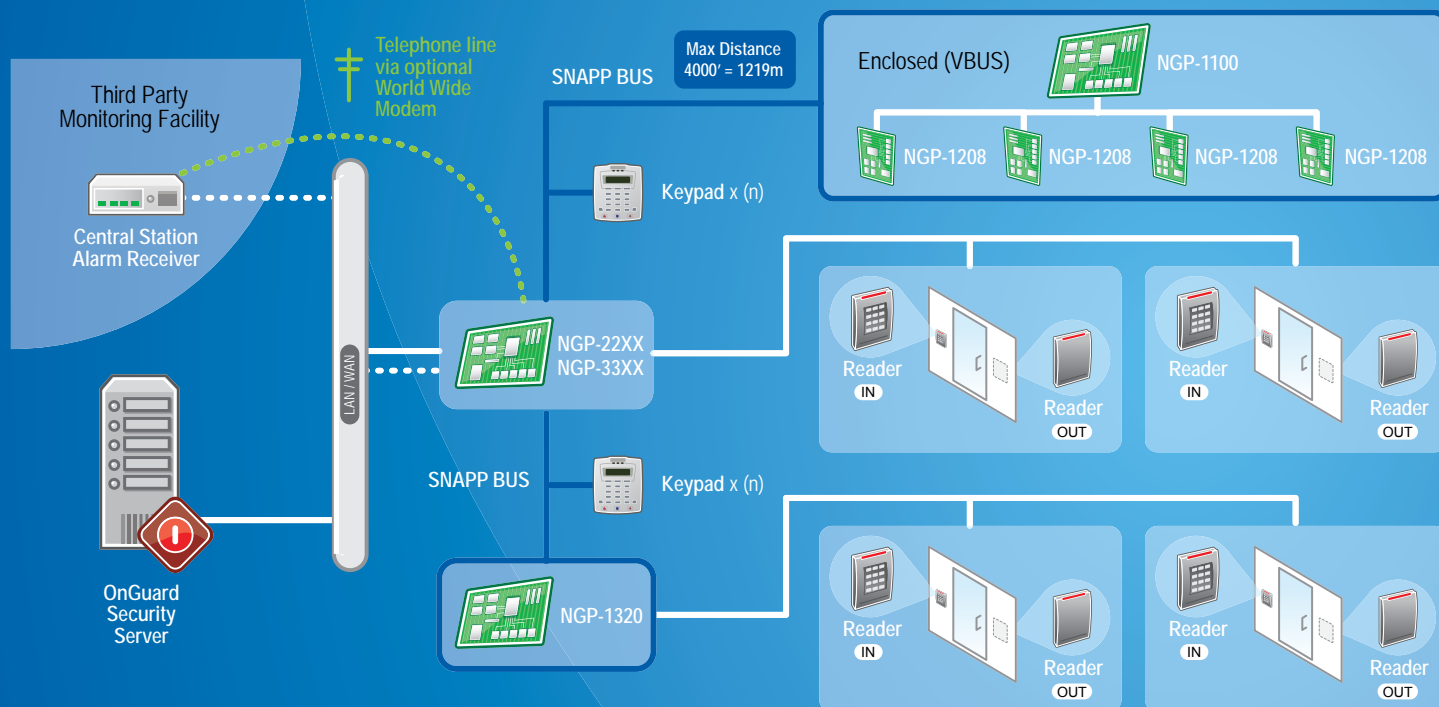 Third Party
Monitoring Facility
Central Station
Alarm Receiver
Telephone line
via optional
World Wide
Modem
SNAPP BUS
Max Distance
4000' = 1219m
Enclosed (VBUS)
NGP-1100
NGP-1208
NGP-1208
NGP-1208
NGP-1208
Keypad x (n)
LAN / WAN
NGP-22XX
NGP-33XX
Reader
IN
Reader
OUT
Reader
IN
Reader
OUT
OnGuard
Security
Server
SNAPP BUS
Keypad x (n)
NGP-1320
Reader
IN
Reader
OUT
Reader
IN
Reader
OUT